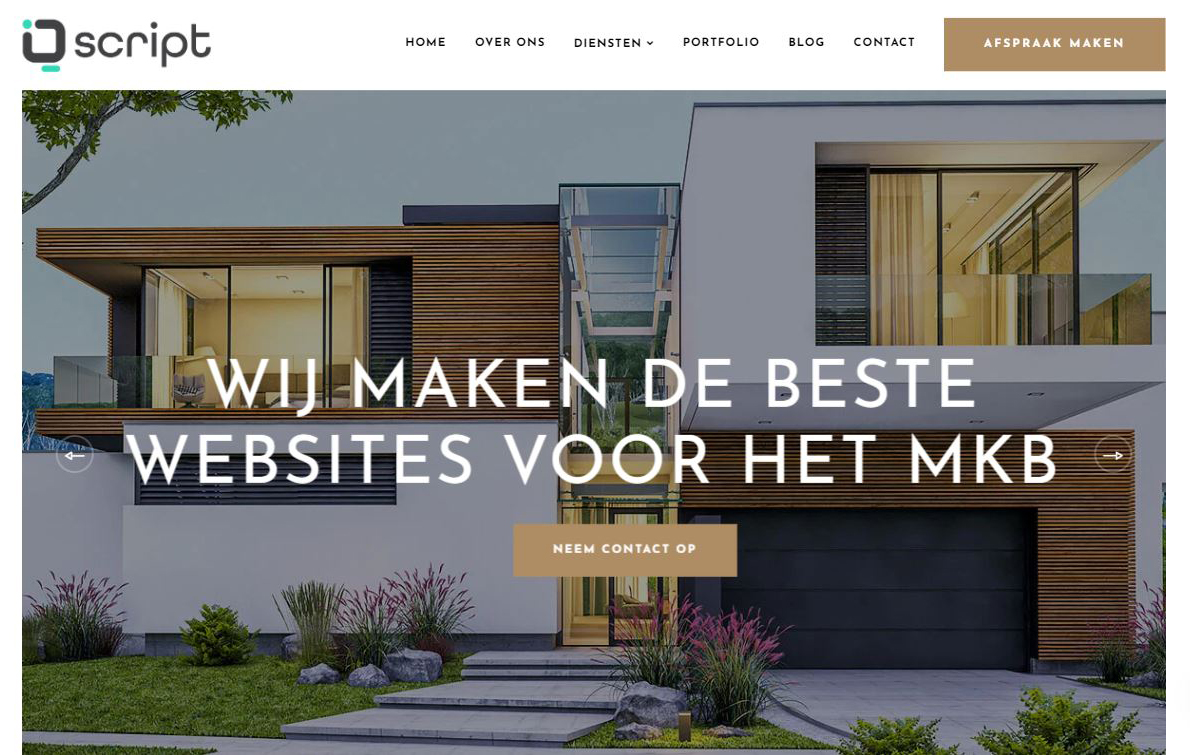 script
HOME OVER ONS DIENSTEN PORTFOLIO BLOG CONTACT AFSPRAAK MAKEN
WIJ MAKEN DE BESTE
WEBSITES VOOR HET MKB
NEEM CONTACT OP